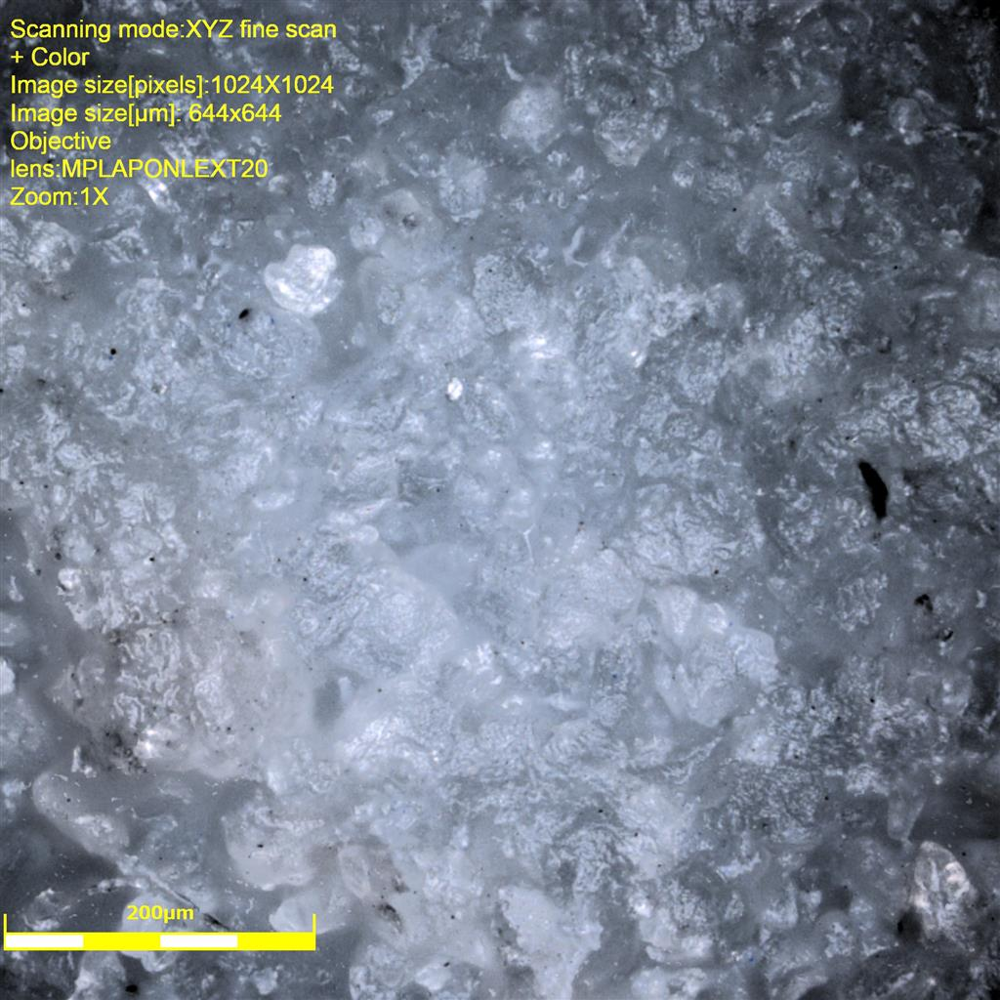 Scanning mode:XYZ fine scan
+ Color
Image size[pixels]:1024X1024
Image size[µm]: 644x644
Objective
lens:MPLAPONLEXT20
Zoom:1X
200µm